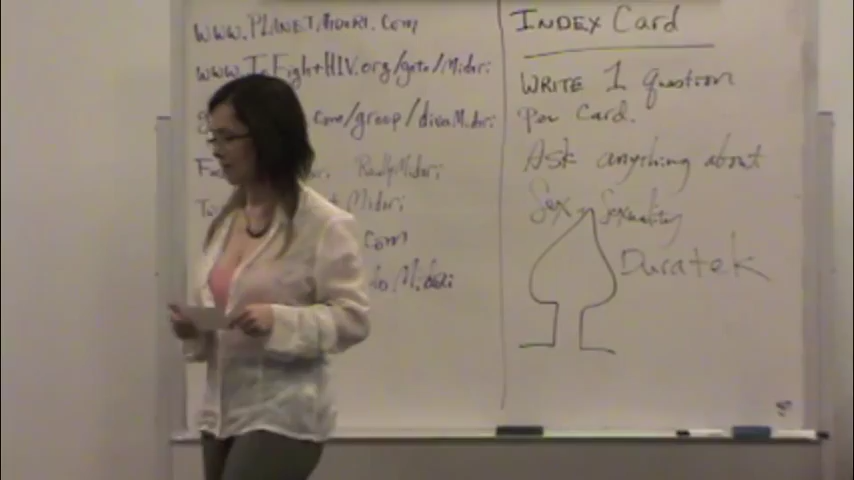 www.PlanetMidori.com
www.ToFightHIV.org/goto/Midori
.com/group/divaMidori
ReallyMidori
Midori
com
Midori
INDEX Card
WRITE 1 question
Per Card.
Ask anything about
Sex Sexuality
Duratek